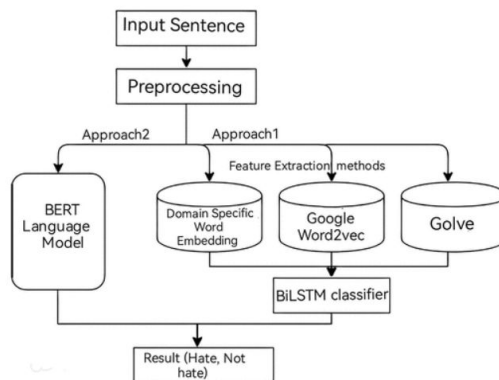 Input Sentence
Preprocessing
Approach2
Approach1
Feature Extraction methods
BERT
Language
Model
Domain Specific
Word
Embedding
Google
Word2vec
Golve
BiLSTM classifier
Result (Hate, Not
hate)